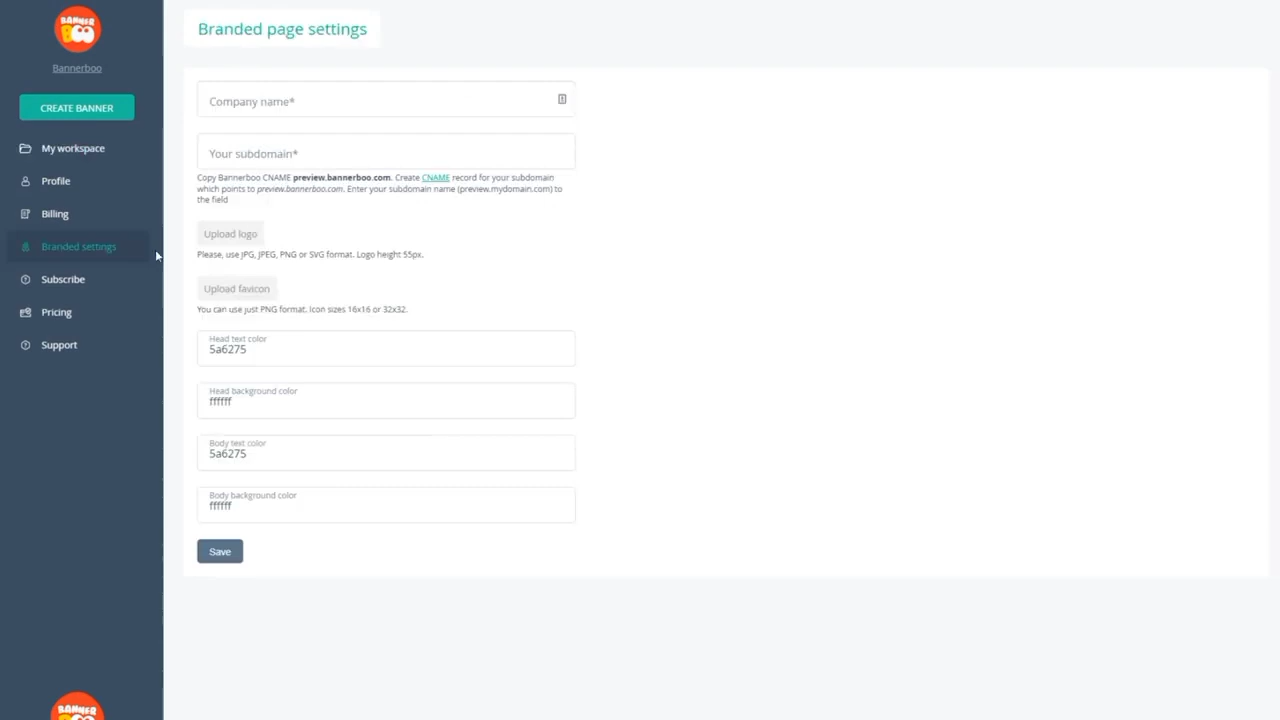 BANNER
BOO
Bannerboo
CREATE BANNER
My workspace
Profile
Billing
Branded settings
Subscribe
Pricing
Support
BANNER
Branded page settings
Company name*
Your subdomain*
Copy Bannerboo CNAME preview.bannerboo.com. Create CNAME record for your subdomain
which points to preview.bannerboo.com. Enter your subdomain name (preview.mydomain.com) to
the field
Upload logo
Please, use JPG, JPEG, PNG or SVG format. Logo height 55px.
Upload favicon
You can use just PNG format. Icon sizes 16x16 or 32x32.
Head text color
5a6275
Head background color
ffffff
Body text color
5a6275
Body background color
ffffff
Save